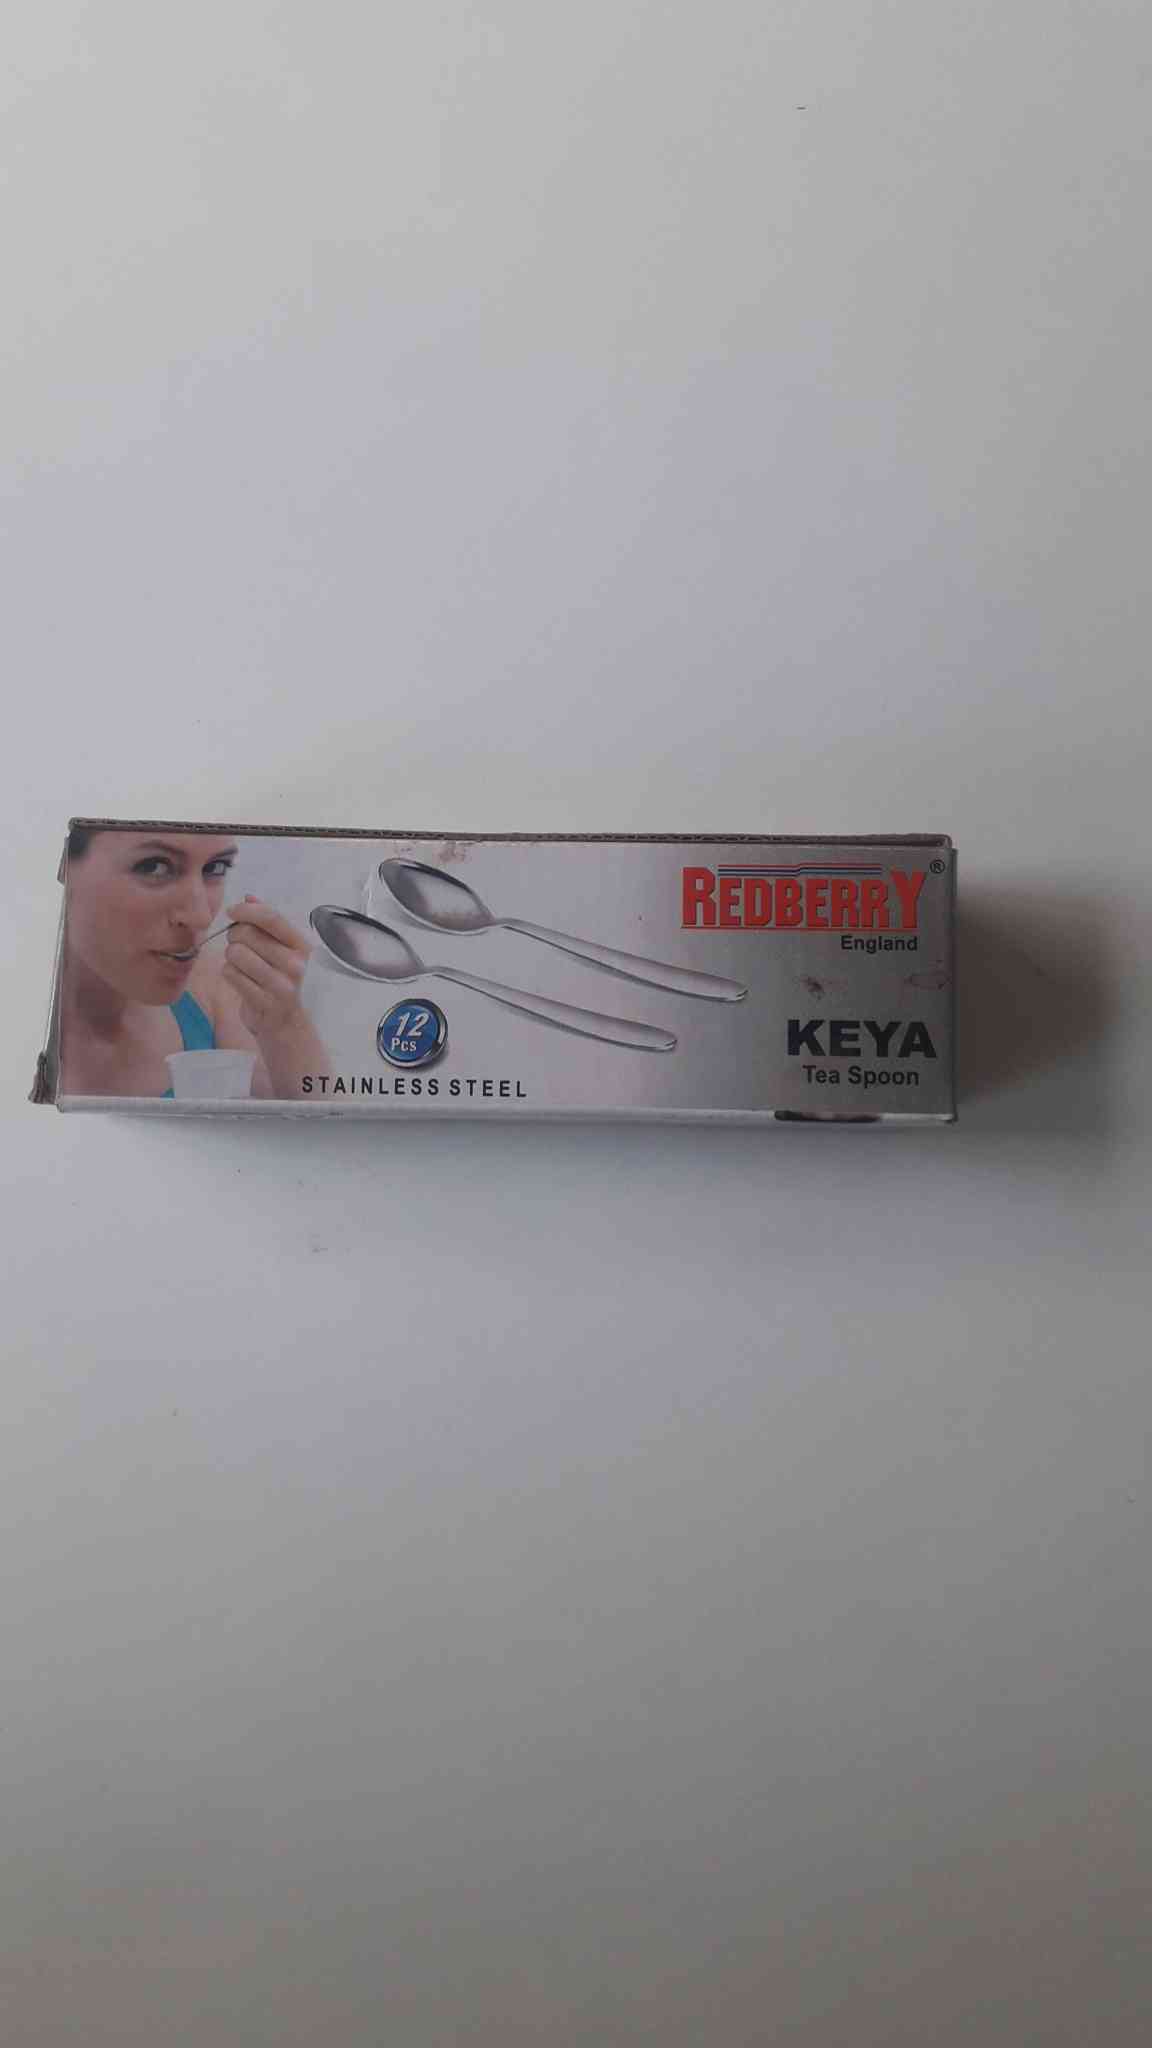 REDBERRY®
England
12
Pcs
KEYA
STAINLESS STEEL
Tea Spoon